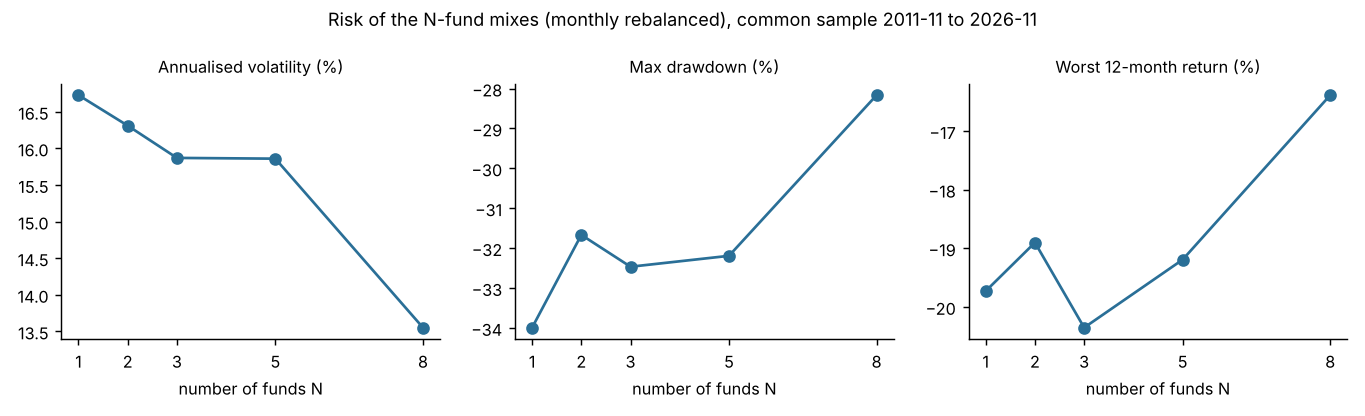 Risk of the N-fund mixes (monthly rebalanced), common sample 2011-11 to 2026-11
Annualised volatility (%)
16.5
16.0
15.5
15.0
14.5
14.0
13.5
1 2 3 5 8
number of funds N
Max drawdown (%)
−28
−29
−30
−31
−32
−33
−34
1 2 3 5 8
number of funds N
Worst 12-month return (%)
−17
−18
−19
−20
1 2 3 5 8
number of funds N